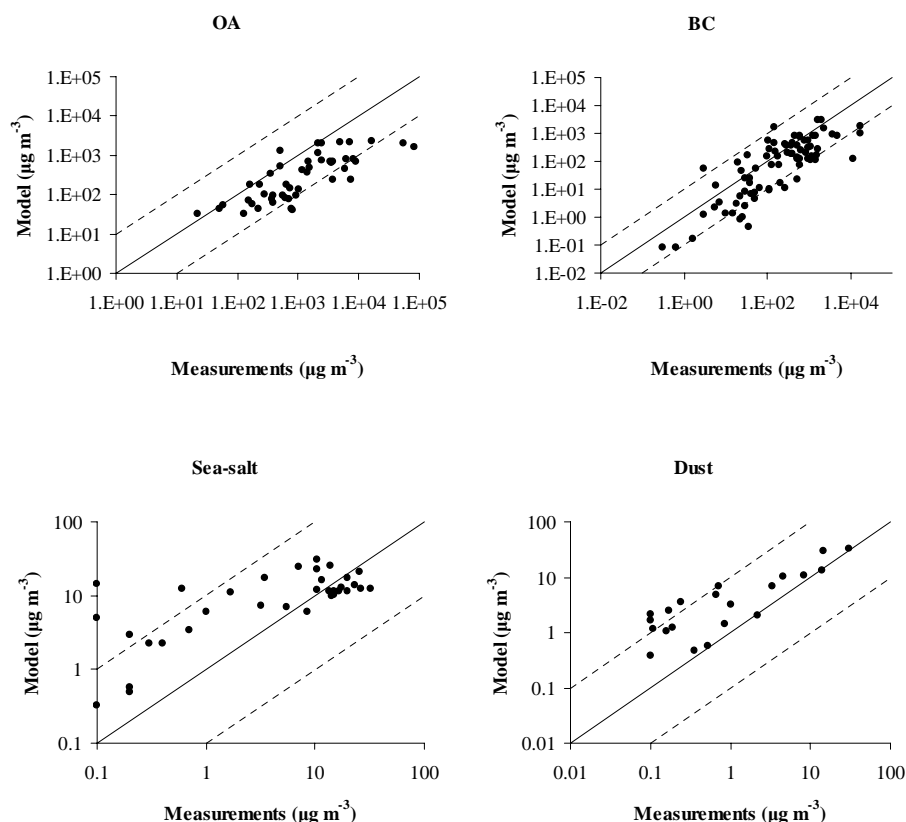 OA
1.E+05
1.E+04
1.E+03
1.E+02
1.E+01
1.E+00
Model (µg m-3)
1.E+00 1.E+01 1.E+02 1.E+03 1.E+04 1.E+05
Measurements (µg m-3)
BC
1.E+05
1.E+04
1.E+03
1.E+02
1.E+01
1.E+00
1.E-01
1.E-02
Model (µg m-3)
1.E-02 1.E+00 1.E+02 1.E+04
Measurements (µg m-3)
Sea-salt
100
10
1
0.1
Model (µg m-3)
0.1 1 10 100
Measurements (µg m-3)
Dust
100
10
1
0.1
0.01
Model (µg m-3)
0.01 0.1 1 10 100
Measurements (µg m-3)